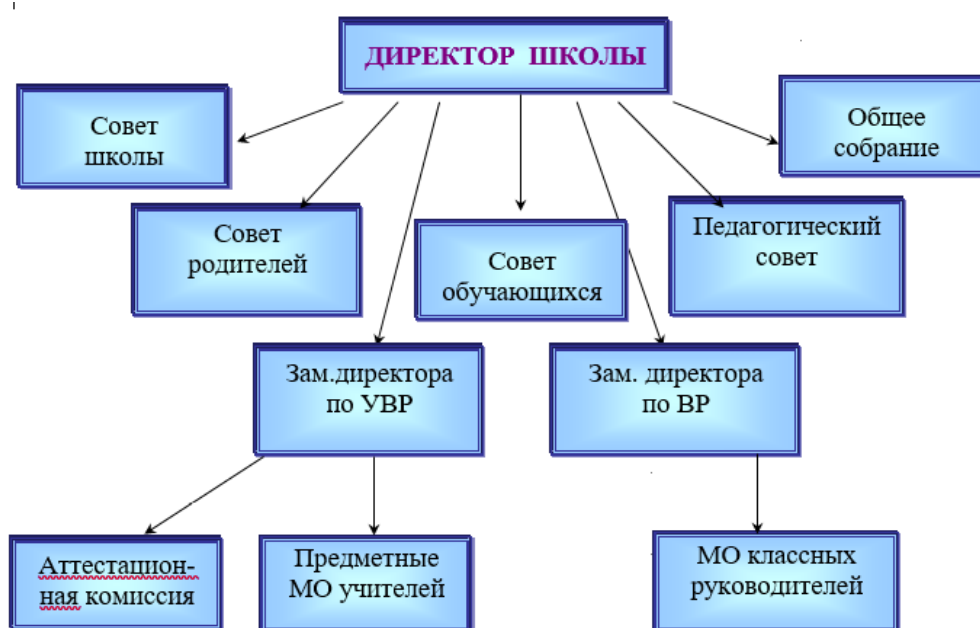 ДИРЕКТОР ШКОЛЫ
Совет
школы
Общее
собрание
Совет
родителей
Совет
обучающихся
Педагогический
совет
Зам.директора
по УВР
Зам. директора
по ВР
Аттестацион-
ная комиссия
Предметные
МО учителей
МО классных
руководителей